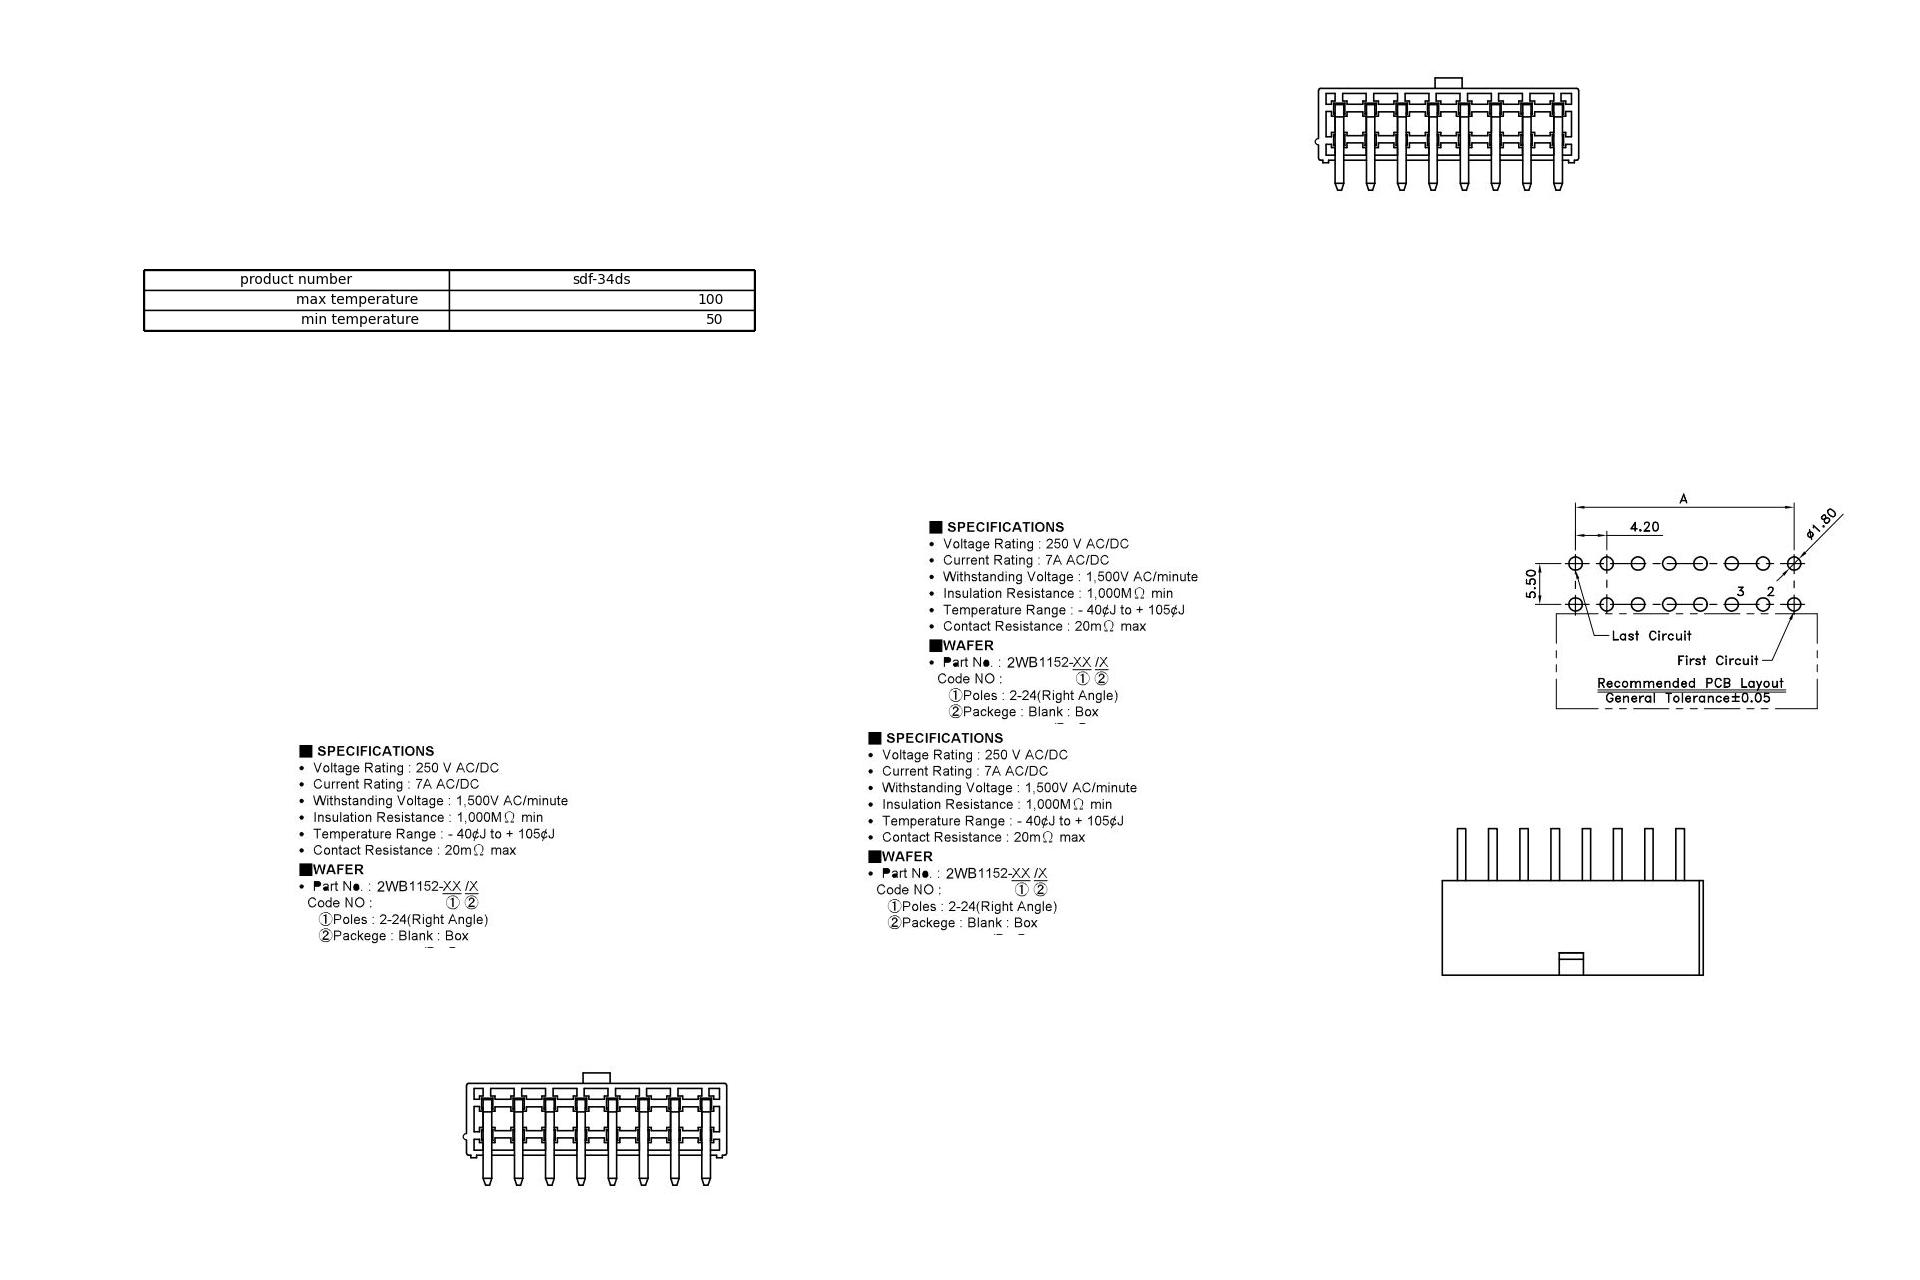 product number sdf-34ds
max temperature 100
min temperature 50
■ SPECIFICATIONS
• Voltage Rating : 250 V AC/DC
• Current Rating : 7A AC/DC
• Withstanding Voltage : 1,500V AC/minute
• Insulation Resistance : 1,000MΩ min
• Temperature Range : - 40¢J to + 105¢J
• Contact Resistance : 20mΩ max
■WAFER
• Part No. : 2WB1152-XX /X
Code NO : ① ②
①Poles : 2-24(Right Angle)
②Packege : Blank : Box
A
4.20
ø1.80
5.50
3 2
Last Circuit
First Circuit
Recommended PCB Layout
General Tolerance±0.05
■ SPECIFICATIONS
• Voltage Rating : 250 V AC/DC
• Current Rating : 7A AC/DC
• Withstanding Voltage : 1,500V AC/minute
• Insulation Resistance : 1,000MΩ min
• Temperature Range : - 40¢J to + 105¢J
• Contact Resistance : 20mΩ max
■WAFER
• Part No. : 2WB1152-XX /X
Code NO : ① ②
①Poles : 2-24(Right Angle)
②Packege : Blank : Box
■ SPECIFICATIONS
• Voltage Rating : 250 V AC/DC
• Current Rating : 7A AC/DC
• Withstanding Voltage : 1,500V AC/minute
• Insulation Resistance : 1,000MΩ min
• Temperature Range : - 40¢J to + 105¢J
• Contact Resistance : 20mΩ max
■WAFER
• Part No. : 2WB1152-XX /X
Code NO : ① ②
①Poles : 2-24(Right Angle)
②Packege : Blank : Box